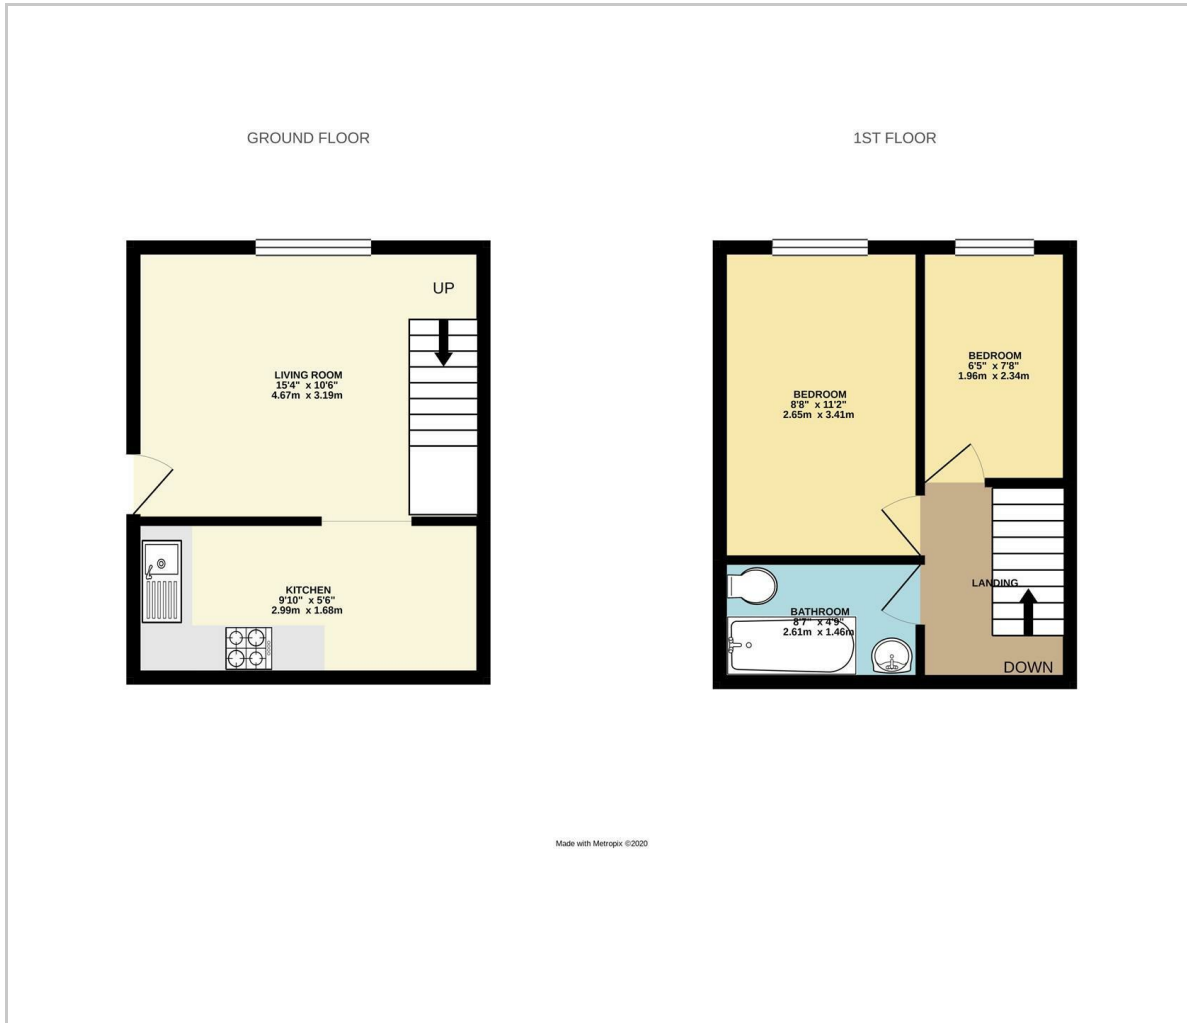 GROUND FLOOR
1ST FLOOR
UP
LIVING ROOM
15'4" x 10'6"
4.67m x 3.19m
KITCHEN
9'10" x 5'6"
2.99m x 1.68m
BEDROOM
8'8" x 11'2"
2.65m x 3.41m
BEDROOM
6'5" x 7'8"
1.96m x 2.34m
LANDING
BATHROOM
8'7" x 4'9"
2.61m x 1.46m
DOWN
Made with Metropix ©2020